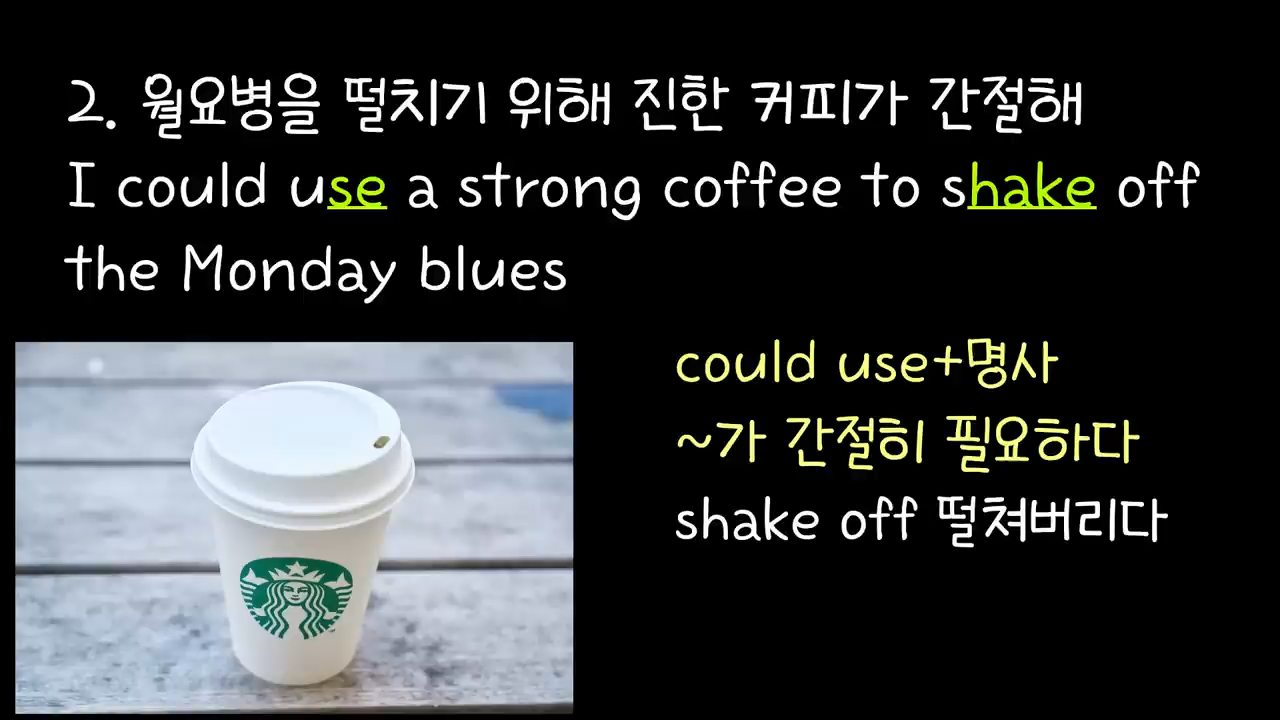 2. 월요병을 떨치기 위해 진한 커피가 간절해
I could use a strong coffee to shake off
the Monday blues
could use+명사
~가 간절히 필요하다
shake off 떨쳐버리다